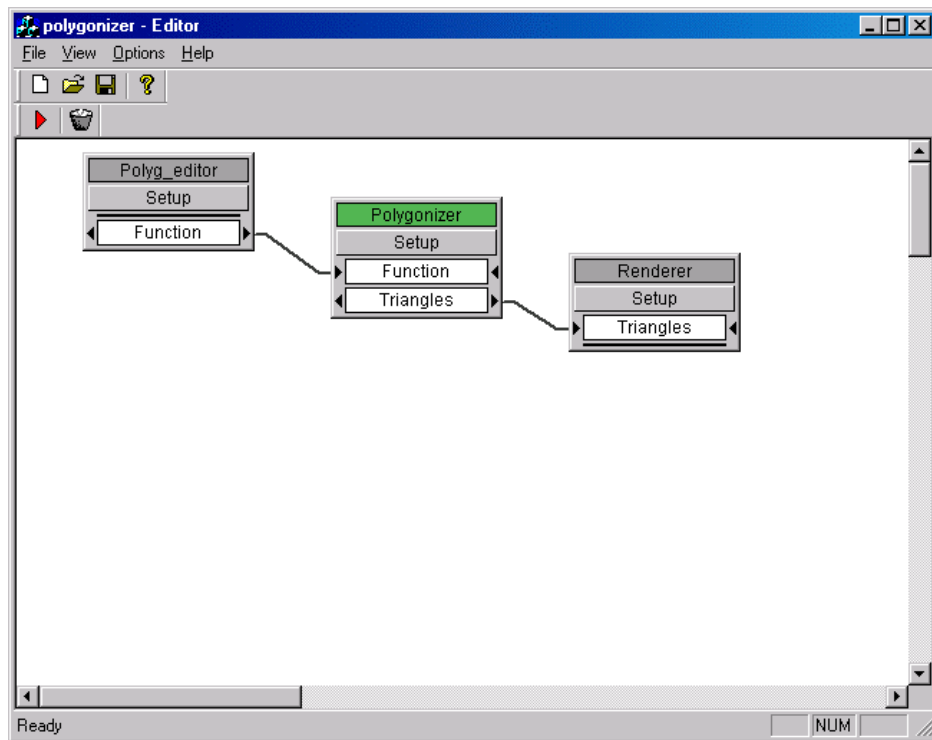 polygonizer - Editor
File View Options Help
Polyg_editor
Setup
Function
Polygonizer
Setup
Function
Triangles
Renderer
Setup
Triangles
Ready
NUM